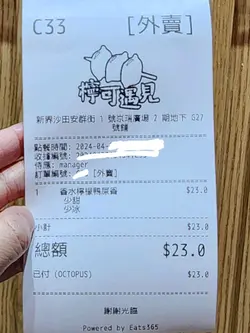 C33 [外賣]
檸可遇見
新界沙田安群街 1 號京瑞廣場 2 期地下 G27
號舖
點餐時間: 2024-04-
收據編號:
侍應: manager
訂單編號: [外賣]
1 香水檸檬鴨屎香 $23.0
少甜
少冰
小計 $23.0
總額 $23.0
已付 (OCTOPUS) $23.0
謝謝光臨
Powered by Eats365